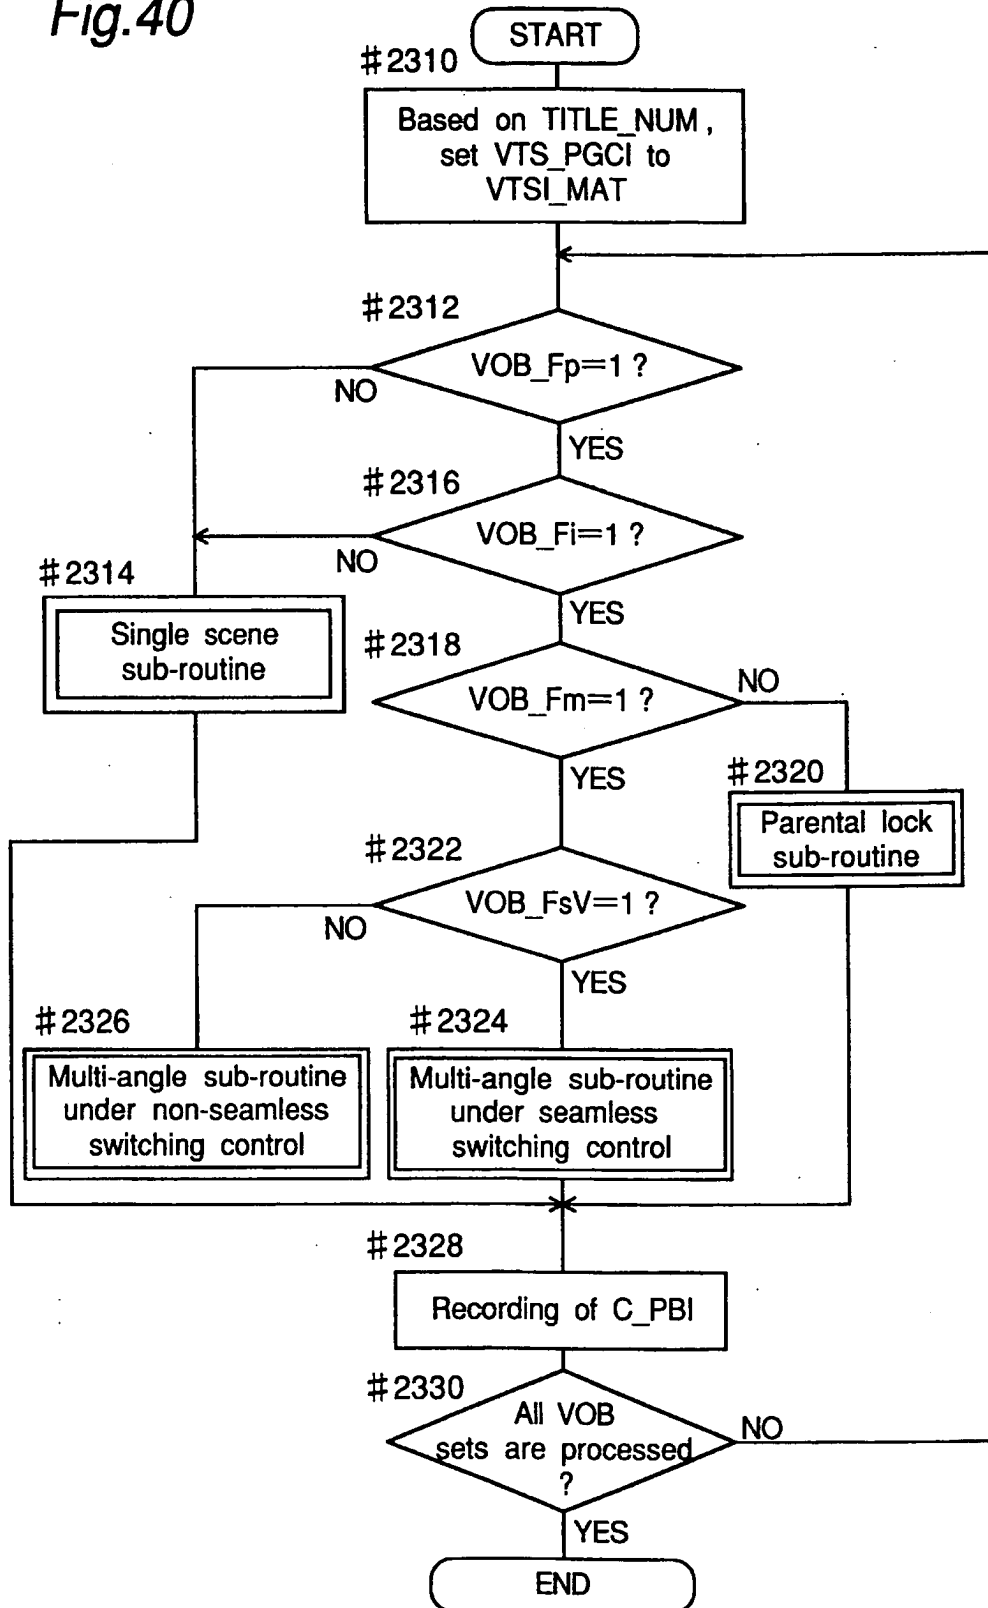 Fig.40
START
#2310
Based on TITLE_NUM,
set VTS_PGCI to
VTSI_MAT
#2312
VOB_Fp=1 ?
NO
YES
#2316
VOB_Fi=1 ?
NO
YES
#2314
Single scene
sub-routine
#2318
VOB_Fm=1 ?
NO
YES
#2320
Parental lock
sub-routine
#2322
VOB_FsV=1 ?
NO
YES
#2326
Multi-angle sub-routine
under non-seamless
switching control
#2324
Multi-angle sub-routine
under seamless
switching control
#2328
Recording of C_PBI
#2330
All VOB
sets are processed
?
NO
YES
END